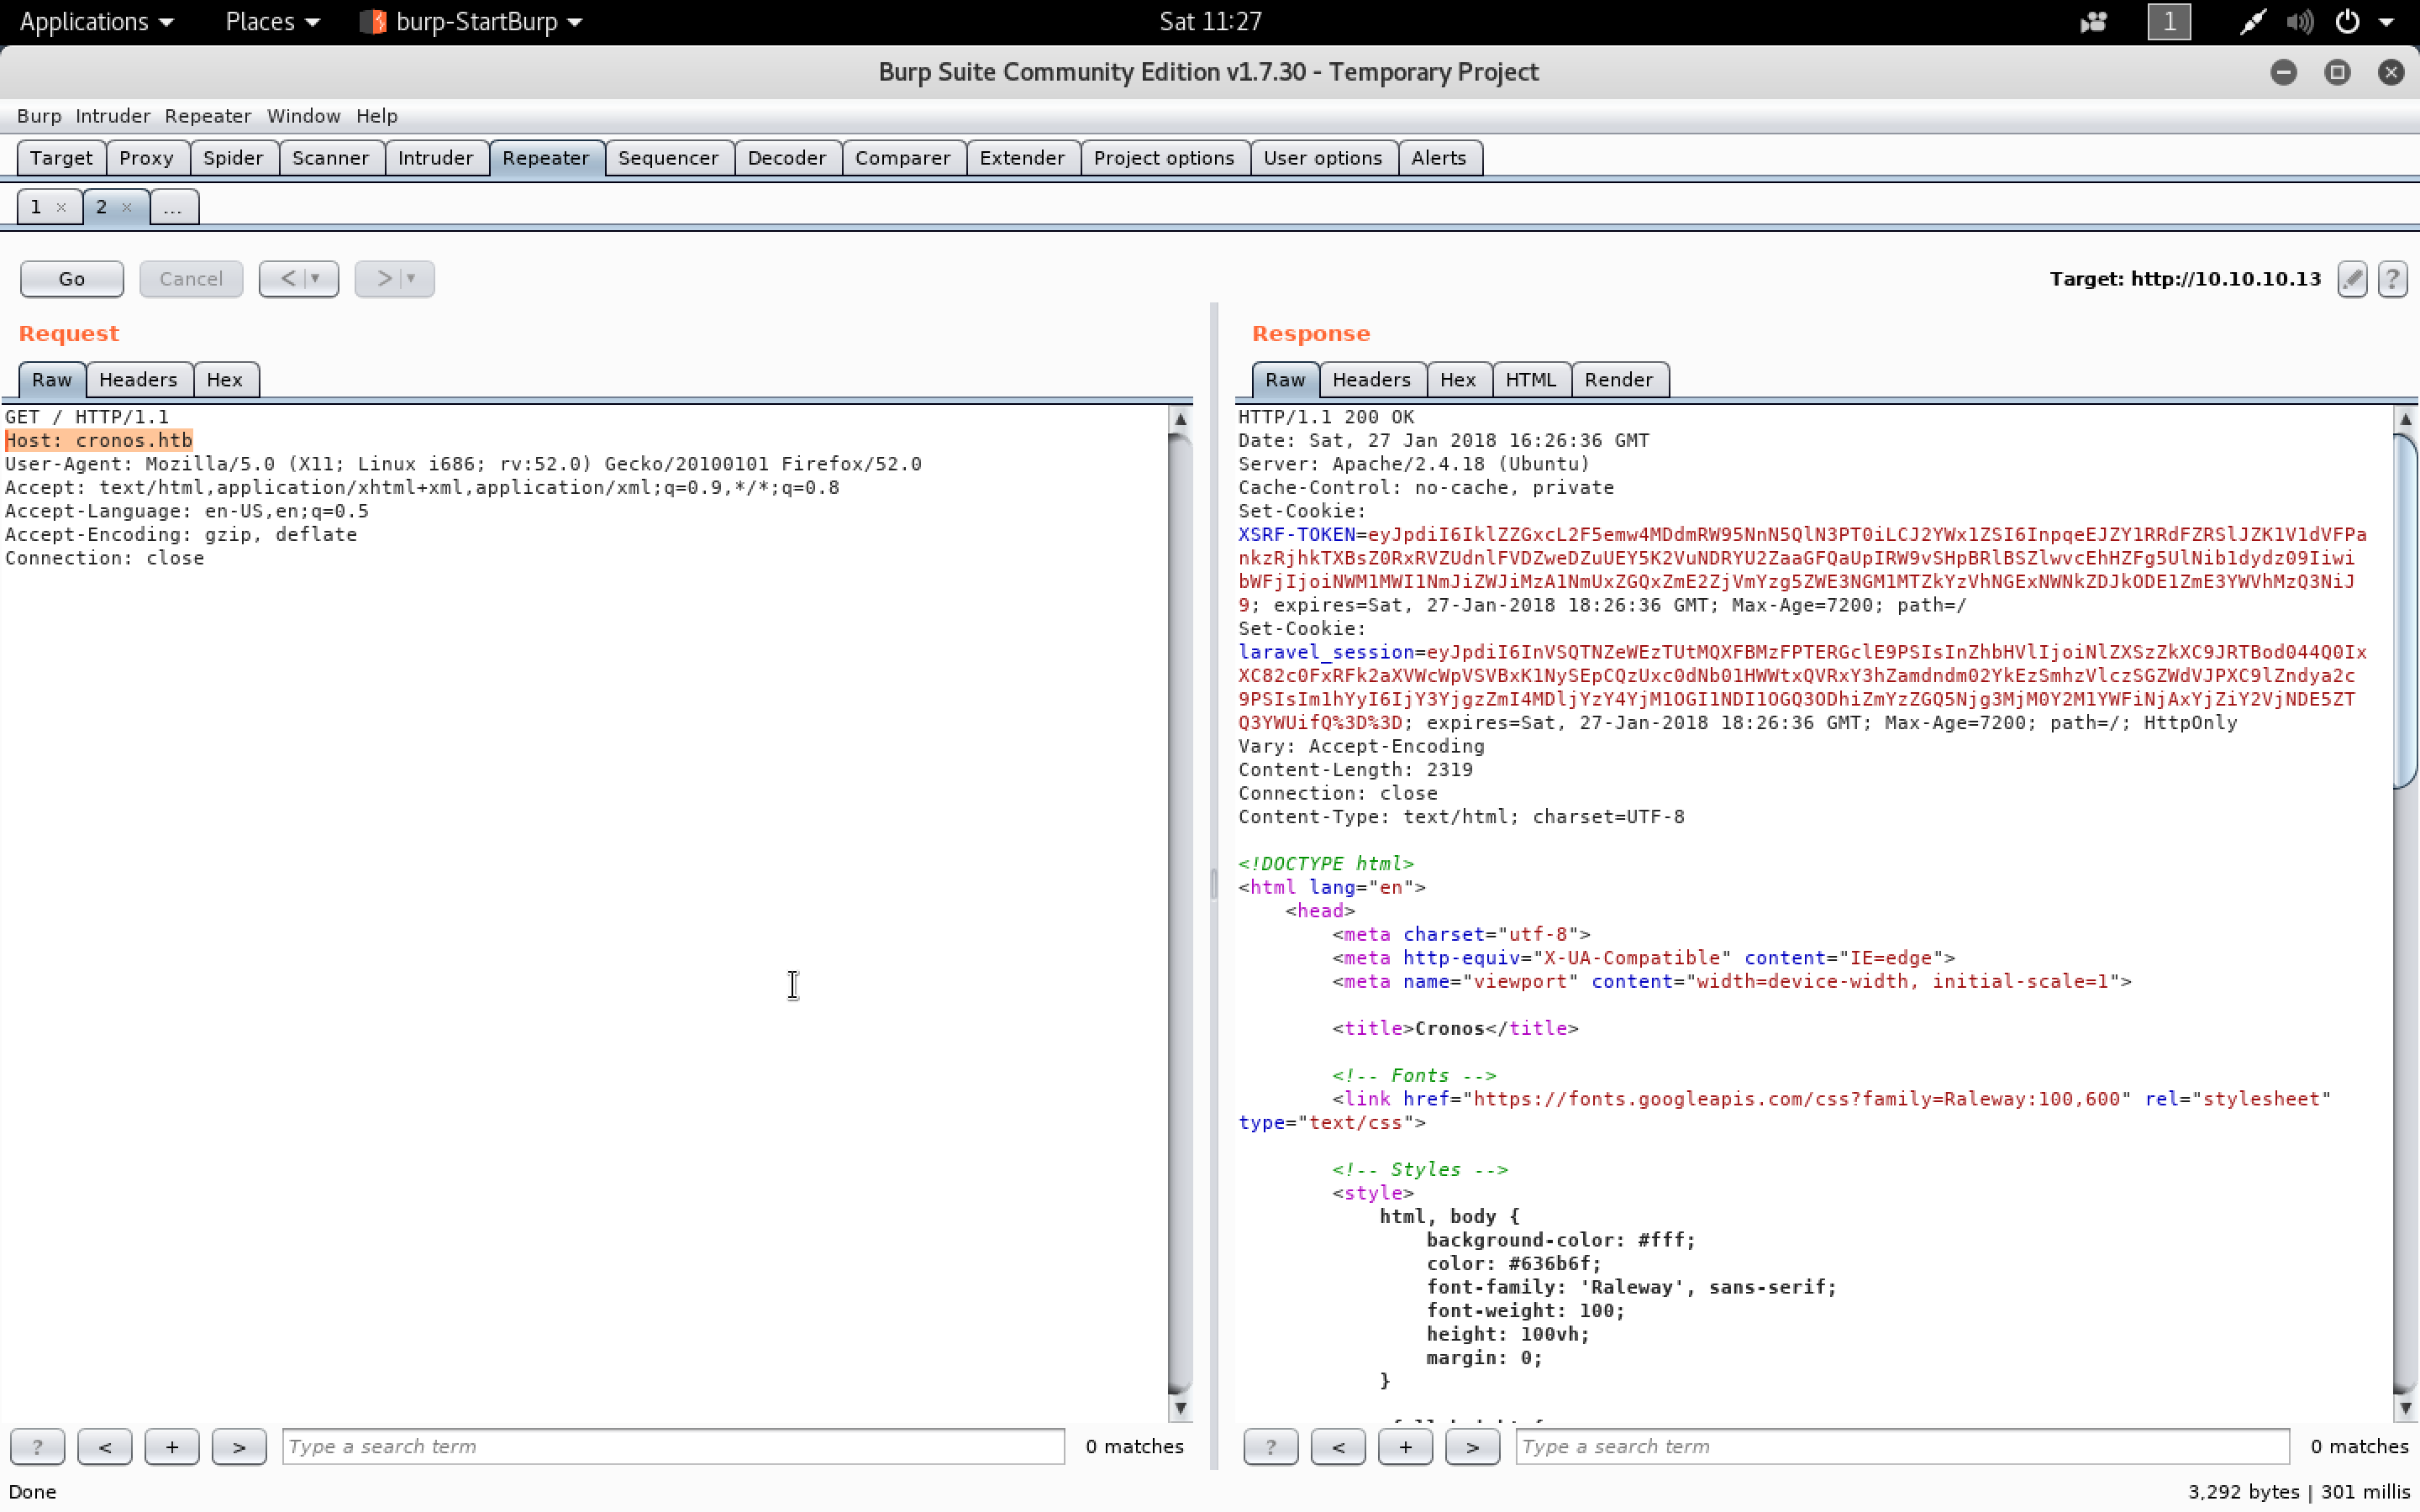 Applications Places burp-StartBurp Sat 11:27 1
Burp Suite Community Edition v1.7.30 - Temporary Project
Burp Intruder Repeater Window Help
Target Proxy Spider Scanner Intruder Repeater Sequencer Decoder Comparer Extender Project options User options Alerts
1 × 2 × ...
Go Cancel < > Target: http://10.10.10.13 ?
Request
Raw Headers Hex
GET / HTTP/1.1
Host: cronos.htb
User-Agent: Mozilla/5.0 (X11; Linux i686; rv:52.0) Gecko/20100101 Firefox/52.0
Accept: text/html,application/xhtml+xml,application/xml;q=0.9,*/*;q=0.8
Accept-Language: en-US,en;q=0.5
Accept-Encoding: gzip, deflate
Connection: close
? < + > Type a search term 0 matches
Response
Raw Headers Hex HTML Render
HTTP/1.1 200 OK
Date: Sat, 27 Jan 2018 16:26:36 GMT
Server: Apache/2.4.18 (Ubuntu)
Cache-Control: no-cache, private
Set-Cookie:
XSRF-TOKEN=eyJpdiI6IklZZGxcL2F5emw4MDdmRW95NnN5QlN3PT0iLCJ2YWx1ZSI6InpqeEJZY1RRdFZRSlJZK1V1dVFPa
nkzRjhkTXBsZ0RxRVZUdnlFVDZweDZuUEY5K2VuNDRYU2ZaaGFQaUpIRW9vSHpBRlBSZlwvcEhHZFg5UlNib1dydz09Iiwi
bWFjIjoiNWM1MWI1NmJiZWJiMzA1NmUxZGQxZmE2ZjVmYzg5ZWE3NGM1MTZkYzVhNGExNWNkZDJkODE1ZmE3YWVhMzQ3NiJ
9; expires=Sat, 27-Jan-2018 18:26:36 GMT; Max-Age=7200; path=/
Set-Cookie:
laravel_session=eyJpdiI6InVSQTNZeWEzTUtMQXFBMzFPTERGclE9PSIsInZhbHVlIjoiNlZXSzZkXC9JRTBod044Q0Ix
XC82c0FxRFk2aXVWcWpVSVBxK1NySEpCQzUxc0dNb01HWWtxQVRxY3hZamdndm02YkEzSmhzVlczSGZWdVJPXC9lZndya2c
9PSIsIm1hYyI6IjY3YjgzZmI4MDljYzY4YjM1OGI1NDI1OGQ3ODhiZmYzZGQ5Njg3MjM0Y2M1YWFiNjAxYjZiY2VjNDE5ZT
Q3YWUifQ%3D%3D; expires=Sat, 27-Jan-2018 18:26:36 GMT; Max-Age=7200; path=/; HttpOnly
Vary: Accept-Encoding
Content-Length: 2319
Connection: close
Content-Type: text/html; charset=UTF-8
<!DOCTYPE html>
<html lang="en">
<head>
<meta charset="utf-8">
<meta http-equiv="X-UA-Compatible" content="IE=edge">
<meta name="viewport" content="width=device-width, initial-scale=1">
<title>Cronos</title>
<!-- Fonts -->
<link href="https://fonts.googleapis.com/css?family=Raleway:100,600" rel="stylesheet"
type="text/css">
<!-- Styles -->
<style>
html, body {
background-color: #fff;
color: #636b6f;
font-family: 'Raleway', sans-serif;
font-weight: 100;
height: 100vh;
margin: 0;
}
? < + > Type a search term 0 matches
Done 3,292 bytes | 301 millis